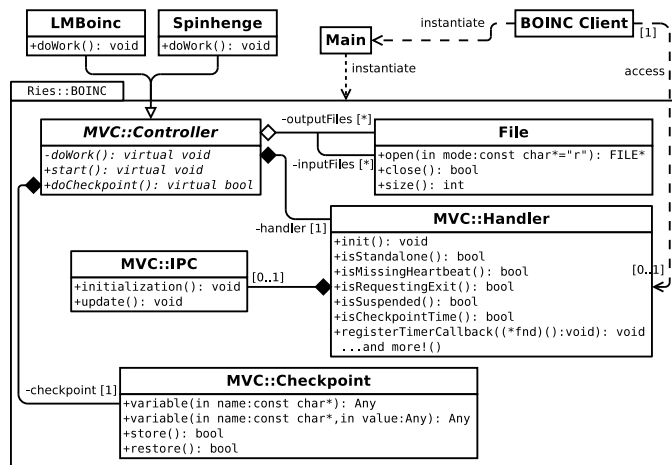 LMBoinc
+doWork(): void
Spinhenge
+doWork(): void
Main
instantiate
BOINC Client
[1]
instantiate
access
Ries::BOINC
MVC::Controller
-doWork(): virtual void
+start(): virtual void
+doCheckpoint(): virtual bool
-outputFiles [*]
-inputFiles [*]
File
+open(in mode:const char*="r"): FILE*
+close(): bool
+size(): int
-handler [1]
MVC::Handler
+init(): void
+isStandalone(): bool
+isMissingHeartbeat(): bool
+isRequestingExit(): bool
+isSuspended(): bool
+isCheckpointTime(): bool
+registerTimerCallback((*fnd)():void): void
...and more!()
[0..1]
MVC::IPC
+initialization(): void
+update(): void
[0..1]
-checkpoint [1]
MVC::Checkpoint
+variable(in name:const char*): Any
+variable(in name:const char*,in value:Any): Any
+store(): bool
+restore(): bool